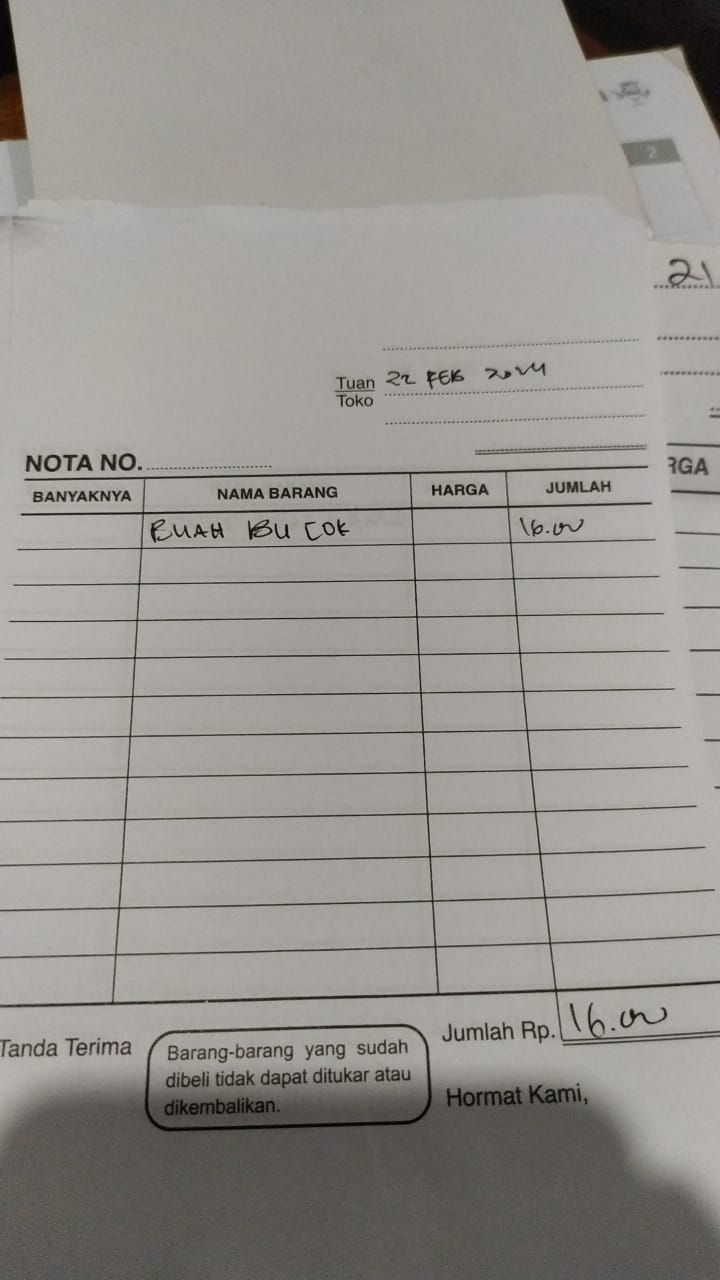 2
21
Tuan 22 FEB 2024
Toko
NOTA NO.
RGA
BANYAKNYA NAMA BARANG HARGA JUMLAH
BUAH BU COK 16.000
Jumlah Rp. 16.000
Tanda Terima
Barang-barang yang sudah
dibeli tidak dapat ditukar atau
dikembalikan.
Hormat Kami,